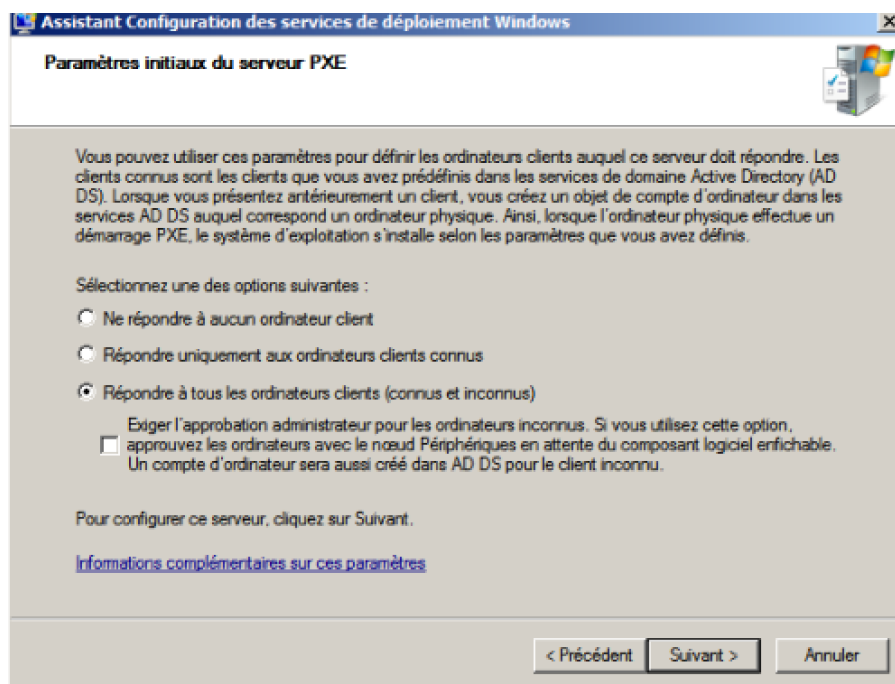 Assistant Configuration des services de déploiement Windows
Paramètres initiaux du serveur PXE
Vous pouvez utiliser ces paramètres pour définir les ordinateurs clients auquel ce serveur doit répondre. Les
clients connus sont les clients que vous avez prédéfinis dans les services de domaine Active Directory (AD
DS). Lorsque vous présentez antérieurement un client, vous créez un objet de compte d'ordinateur dans les
services AD DS auquel correspond un ordinateur physique. Ainsi, lorsque l'ordinateur physique effectue un
démarrage PXE, le système d'exploitation s'installe selon les paramètres que vous avez définis.
Sélectionnez une des options suivantes :
Ne répondre à aucun ordinateur client
Répondre uniquement aux ordinateurs clients connus
Répondre à tous les ordinateurs clients (connus et inconnus)
Exiger l'approbation administrateur pour les ordinateurs inconnus. Si vous utilisez cette option,
approuvez les ordinateurs avec le nœud Périphériques en attente du composant logiciel enfichable.
Un compte d'ordinateur sera aussi créé dans AD DS pour le client inconnu.
Pour configurer ce serveur, cliquez sur Suivant.
Informations complémentaires sur ces paramètres
< Précédent Suivant > Annuler